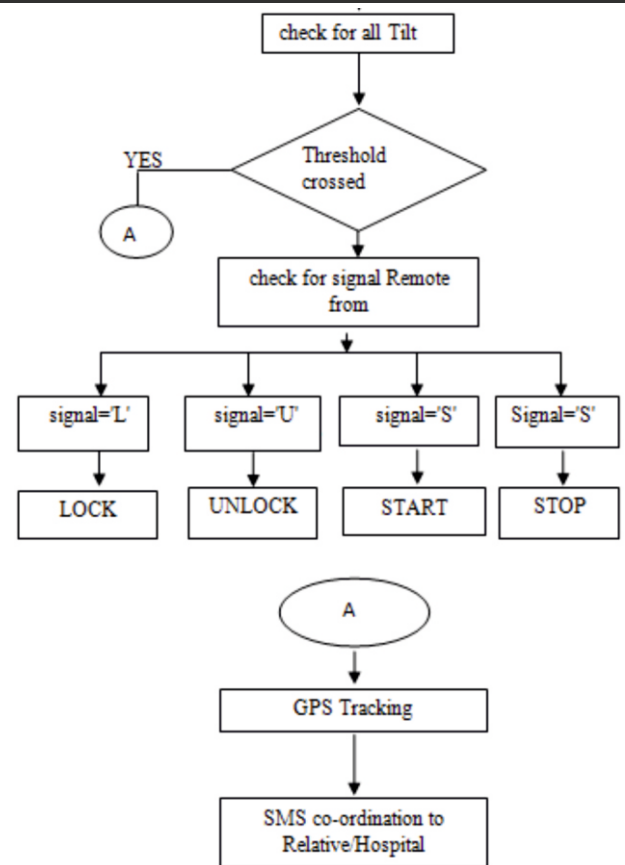 check for all Tilt
Threshold
crossed
YES
A
check for signal Remote
from
signal='L'
signal='U'
signal='S'
Signal='S'
LOCK
UNLOCK
START
STOP
A
GPS Tracking
SMS co-ordination to
Relative/Hospital